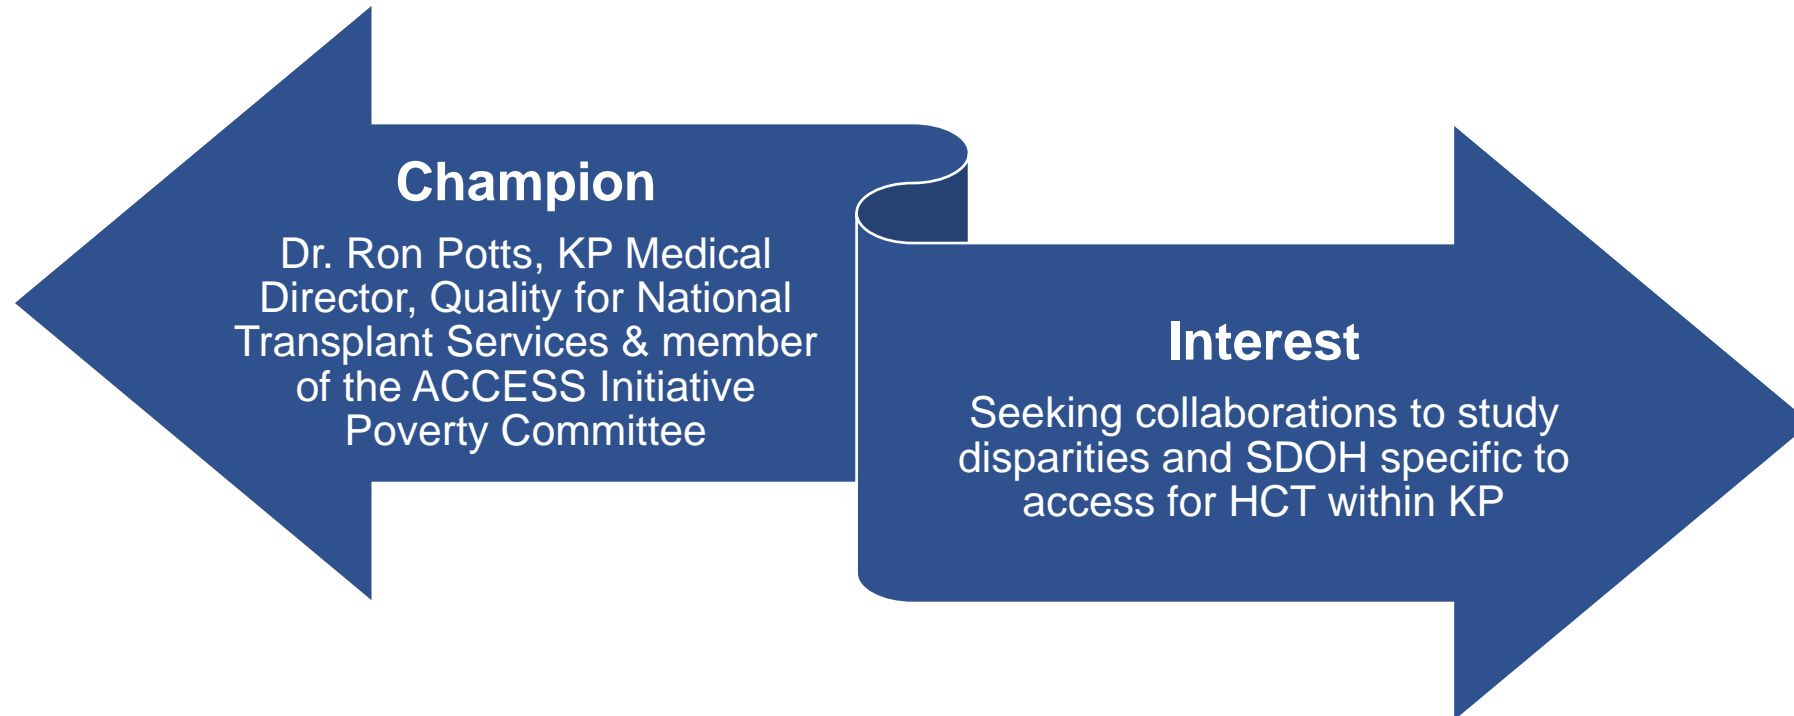 Champion
Dr. Ron Potts, KP Medical
Director, Quality for National
Transplant Services & member
of the ACCESS Initiative
Poverty Committee
Interest
Seeking collaborations to study
disparities and SDOH specific to
access for HCT within KP